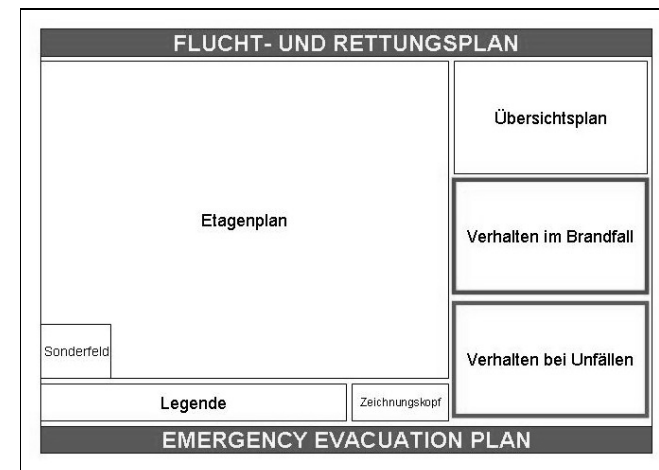 FLUCHT- UND RETTUNGSPLAN
Übersichtsplan
Etagenplan
Verhalten im Brandfall
Sonderfeld
Verhalten bei Unfällen
Legende
Zeichnungskopf
EMERGENCY EVACUATION PLAN